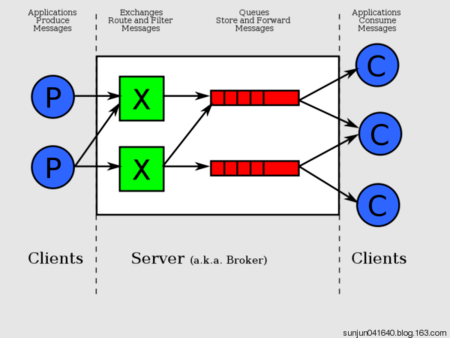 Applications
Produce
Messages
Exchanges
Route and Filter
Messages
Queues
Store and Forward
Messages
Applications
Consume
Messages
P
X
C
P
X
C
C
Clients
Server (a.k.a. Broker)
Clients
sunjun041640.blog.163.com